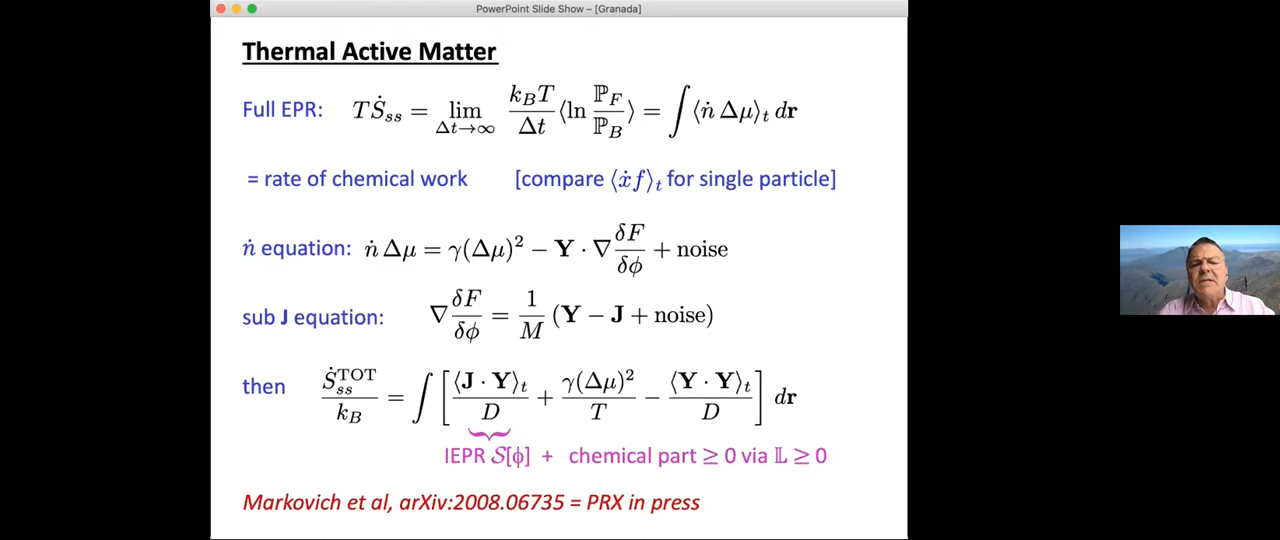 PowerPoint Slide Show – [Granada]
Thermal Active Matter
Full EPR: $T\dot{S}_{ss} = \lim_{\Delta t \to \infty} \frac{k_B T}{\Delta t} \langle \ln \frac{\mathbb{P}_F}{\mathbb{P}_B} \rangle = \int \langle \dot{n} \, \Delta\mu \rangle_t \, d\mathbf{r}$
= rate of chemical work [compare $\langle \dot{x} f \rangle_t$ for single particle]
$\dot{n}$ equation: $\dot{n} \, \Delta\mu = \gamma(\Delta\mu)^2 - \mathbf{Y} \cdot \nabla \frac{\delta F}{\delta \phi} + \text{noise}$
sub J equation: $\nabla \frac{\delta F}{\delta \phi} = \frac{1}{M} (\mathbf{Y} - \mathbf{J} + \text{noise})$
then $\frac{\dot{S}_{ss}^{\text{TOT}}}{k_B} = \int \left[ \frac{\langle \mathbf{J} \cdot \mathbf{Y} \rangle_t}{D} + \frac{\gamma(\Delta\mu)^2}{T} - \frac{\langle \mathbf{Y} \cdot \mathbf{Y} \rangle_t}{D} \right] d\mathbf{r}$
IEPR $\mathcal{S}[\phi]$ + chemical part ≥ 0 via $\mathbb{L}$ ≥ 0
Markovich et al, arXiv:2008.06735 = PRX in press